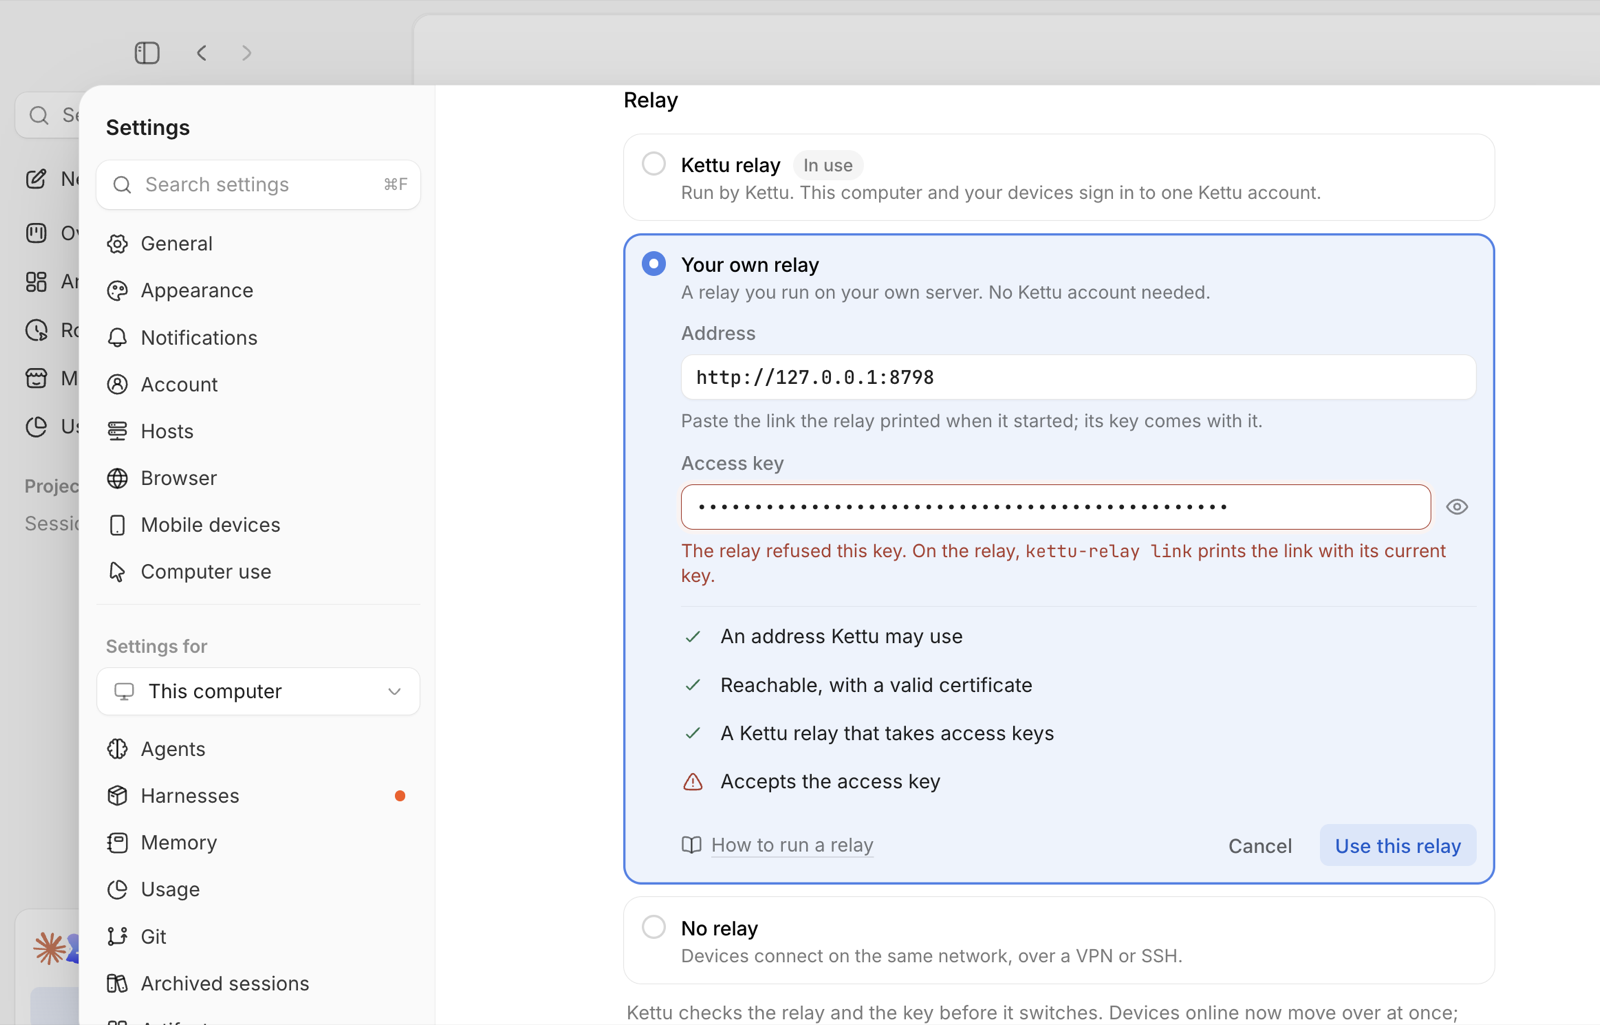 Settings
Search settings
⌘F
General
Appearance
Notifications
Account
Hosts
Browser
Mobile devices
Computer use
Settings for
This computer
Agents
Harnesses
Memory
Usage
Git
Archived sessions
Relay
Kettu relay
In use
Run by Kettu. This computer and your devices sign in to one Kettu account.
Your own relay
A relay you run on your own server. No Kettu account needed.
Address
http://127.0.0.1:8798
Paste the link the relay printed when it started; its key comes with it.
Access key
The relay refused this key. On the relay, kettu-relay link prints the link with its current
key.
An address Kettu may use
Reachable, with a valid certificate
A Kettu relay that takes access keys
Accepts the access key
How to run a relay
Cancel
Use this relay
No relay
Devices connect on the same network, over a VPN or SSH.
Kettu checks the relay and the key before it switches. Devices online now move over at once;